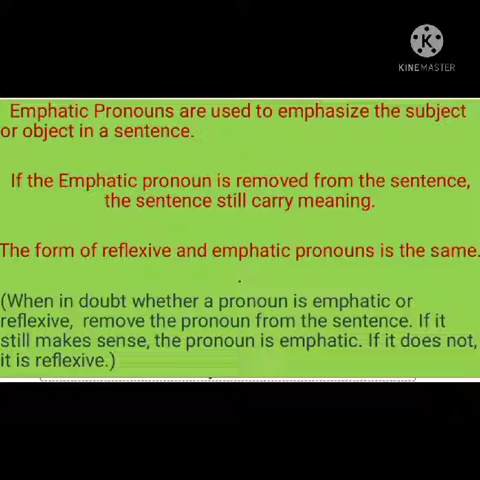 K
KINEMASTER
Emphatic Pronouns are used to emphasize the subject
or object in a sentence.
If the Emphatic pronoun is removed from the sentence,
the sentence still carry meaning.
The form of reflexive and emphatic pronouns is the same.
.
(When in doubt whether a pronoun is emphatic or
reflexive, remove the pronoun from the sentence. If it
still makes sense, the pronoun is emphatic. If it does not,
it is reflexive.)